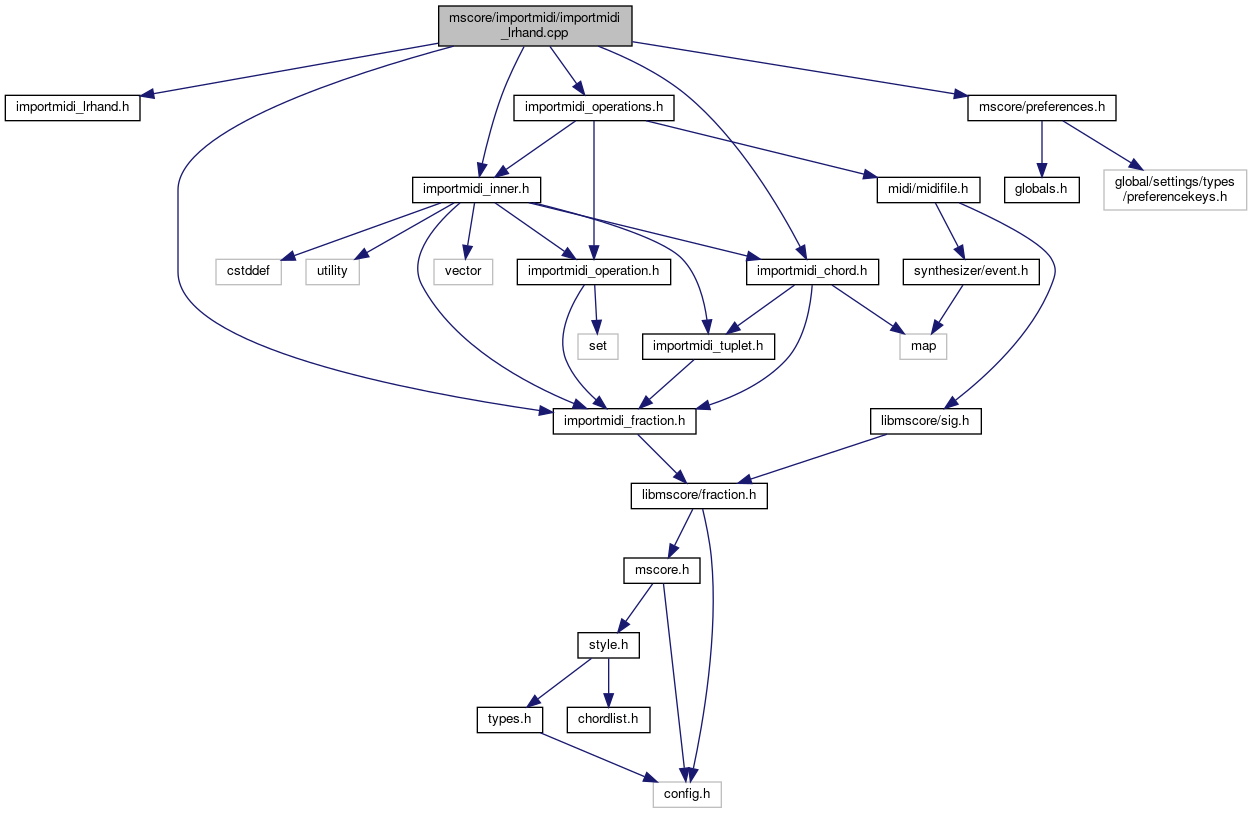 mscore/importmidi/importmidi
_lrhand.cpp
importmidi_lrhand.h
importmidi_operations.h
mscore/preferences.h
importmidi_inner.h
midi/midifile.h
globals.h
global/settings/types
/preferencekeys.h
cstddef
utility
vector
importmidi_operation.h
importmidi_chord.h
synthesizer/event.h
set
importmidi_tuplet.h
map
importmidi_fraction.h
libmscore/sig.h
libmscore/fraction.h
mscore.h
style.h
types.h
chordlist.h
config.h